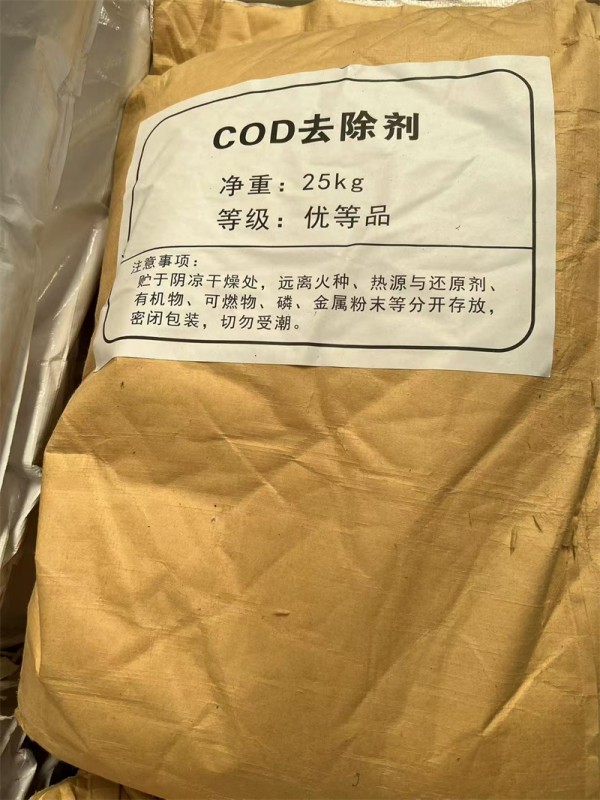 COD去除剂
净重：25kg
等级：优等品
注意事项：
贮于阴凉干燥处，远离火种、热源与还原剂、
有机物、可燃物、磷、金属粉末等分开存放，
密闭包装，切勿受潮。